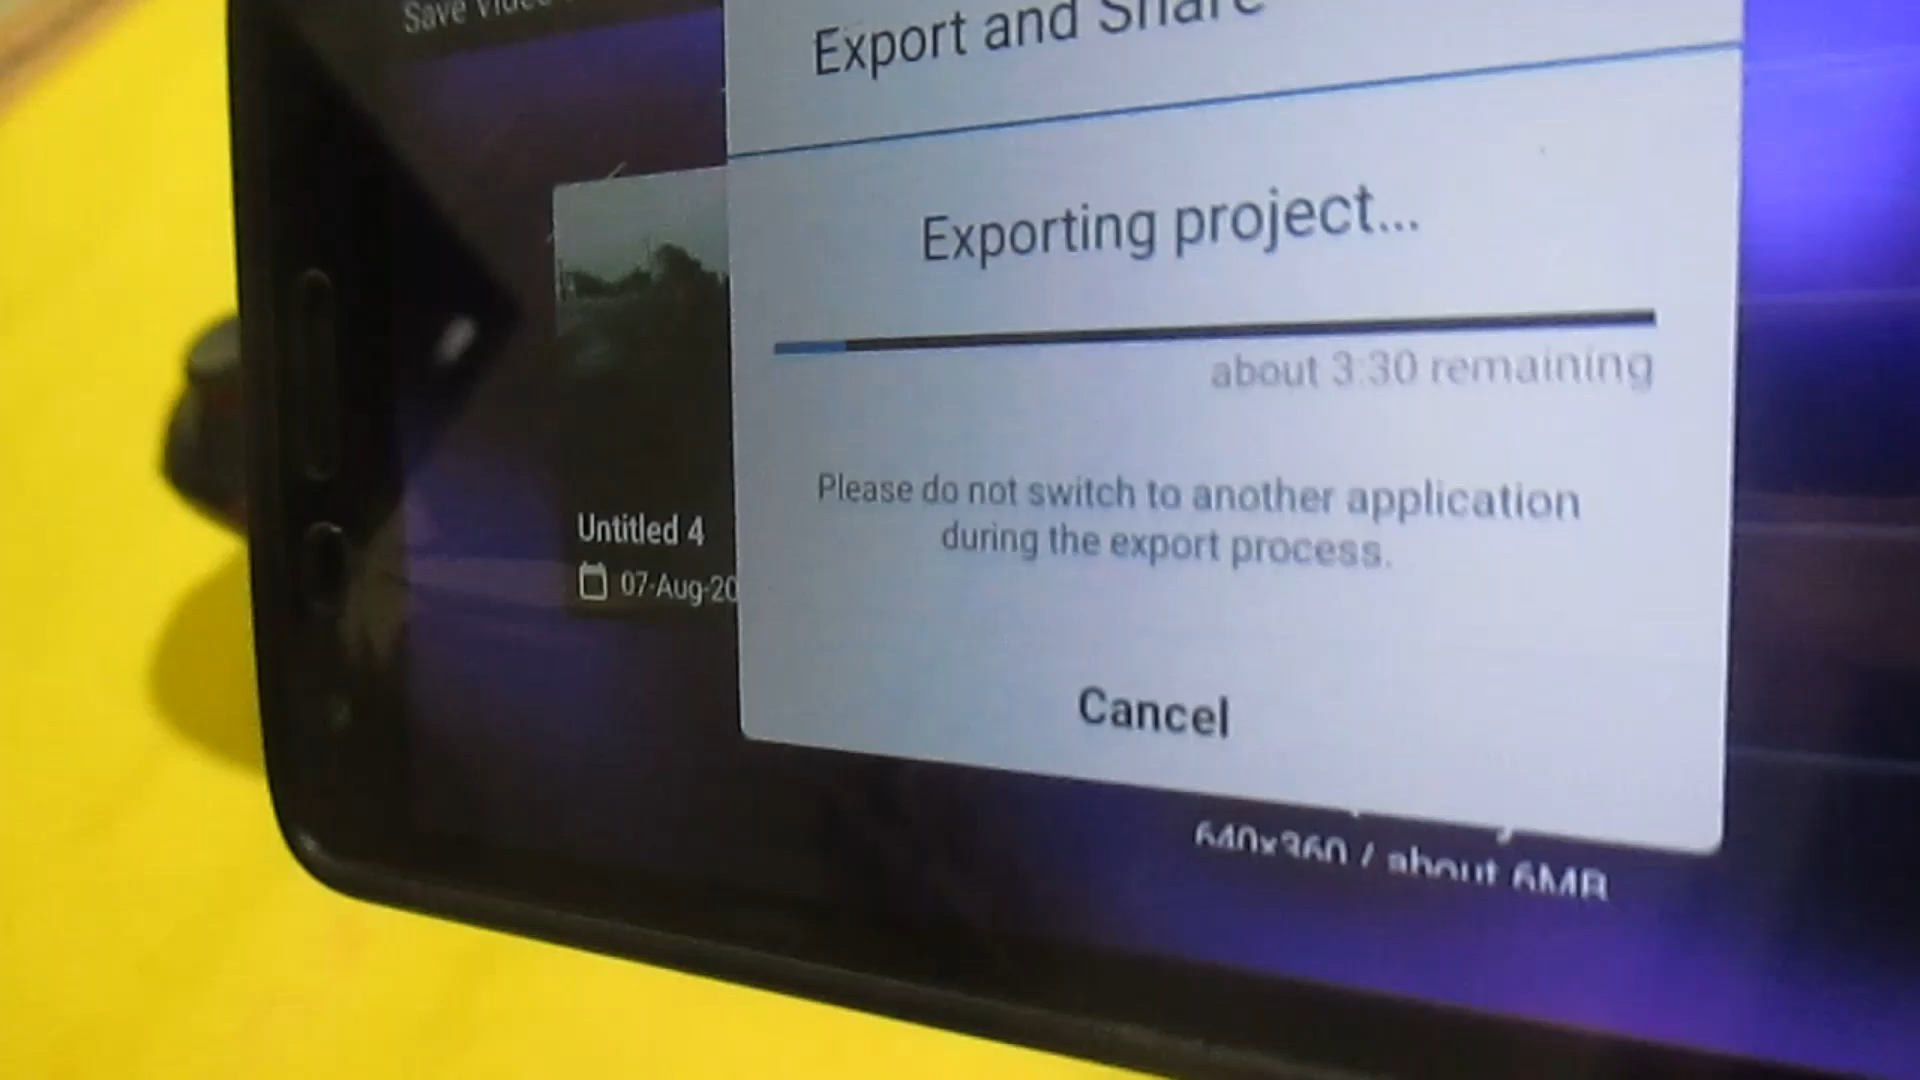 Save Video
Export and Share
Exporting project...
about 3:30 remaining
Please do not switch to another application
during the export process.
Untitled 4
07-Aug-20
Cancel
640x360 / about 6MB